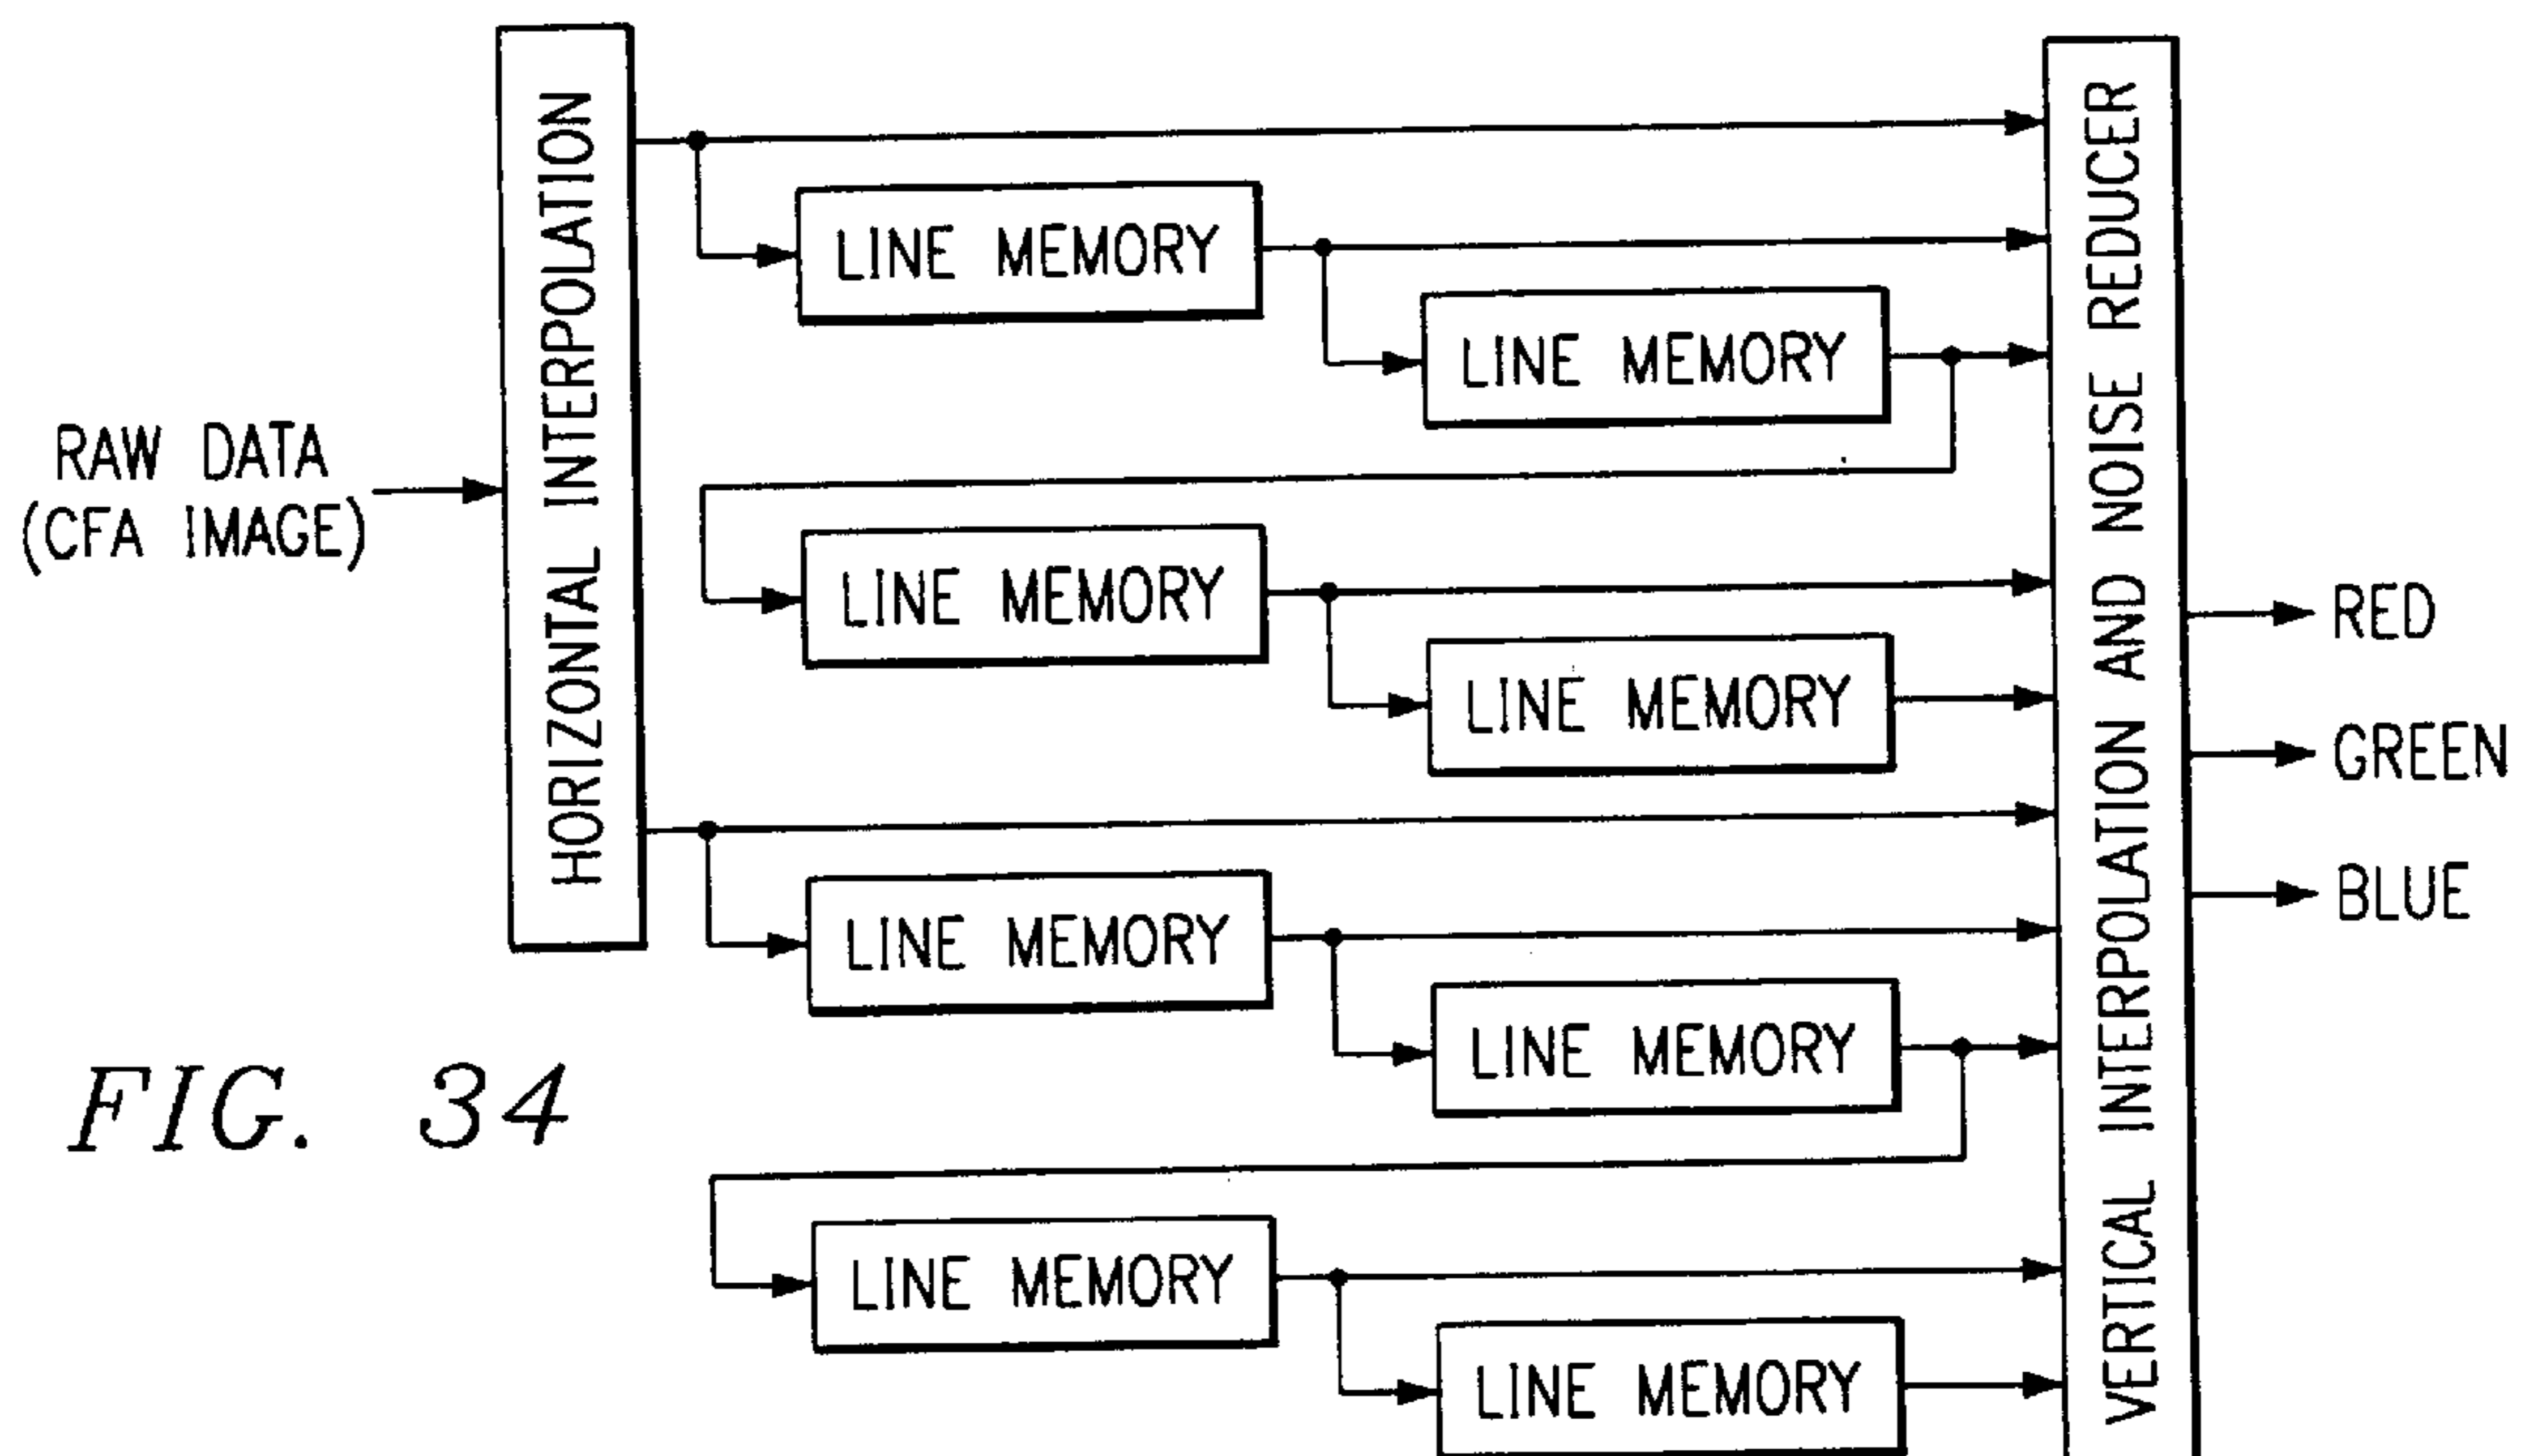 HORIZONTAL INTERPOLATION
VERTICAL INTERPOLATION AND NOISE REDUCER
LINE MEMORY
LINE MEMORY
RAW DATA
(CFA IMAGE)
LINE MEMORY
RED
LINE MEMORY
GREEN
BLUE
LINE MEMORY
LINE MEMORY
FIG. 34
LINE MEMORY
LINE MEMORY